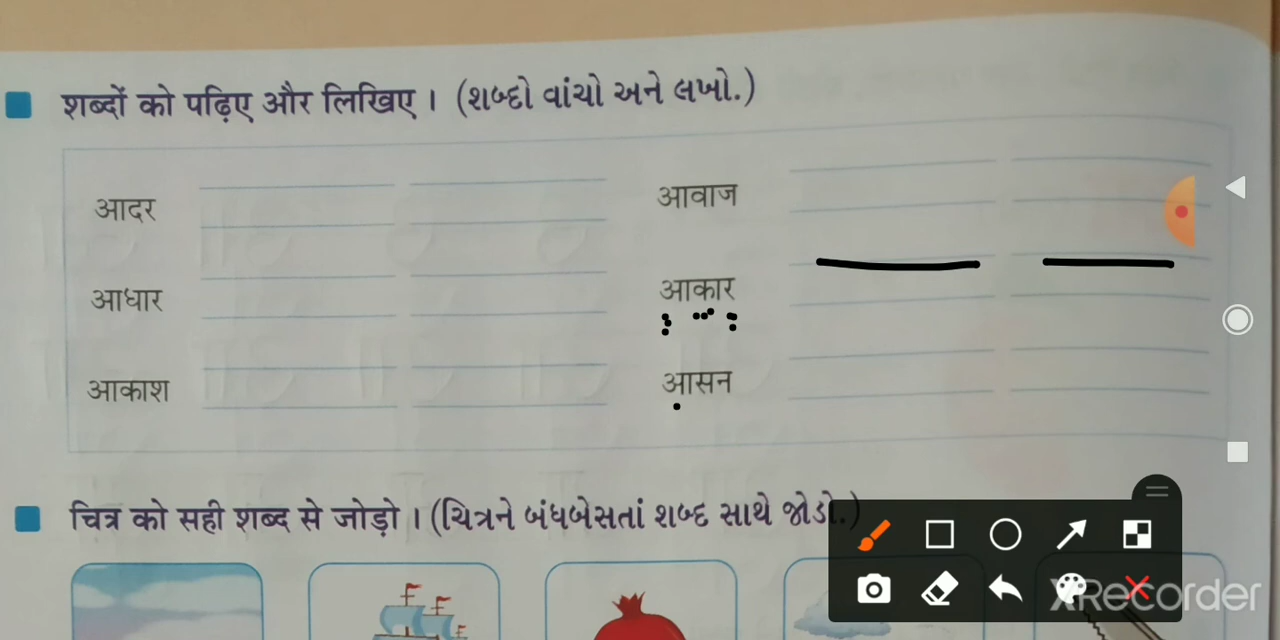 शब्दों को पढ़िए और लिखिए । (શબ્દો વાંચો અને લખો.)
आदर आवाज
आधार आकार
आकाश आसन
चित्र को सही शब्द से जोड़ो । (ચિત્રને બંધબેસતાં શબ્દ સાથે જોડો.)
XRecorder